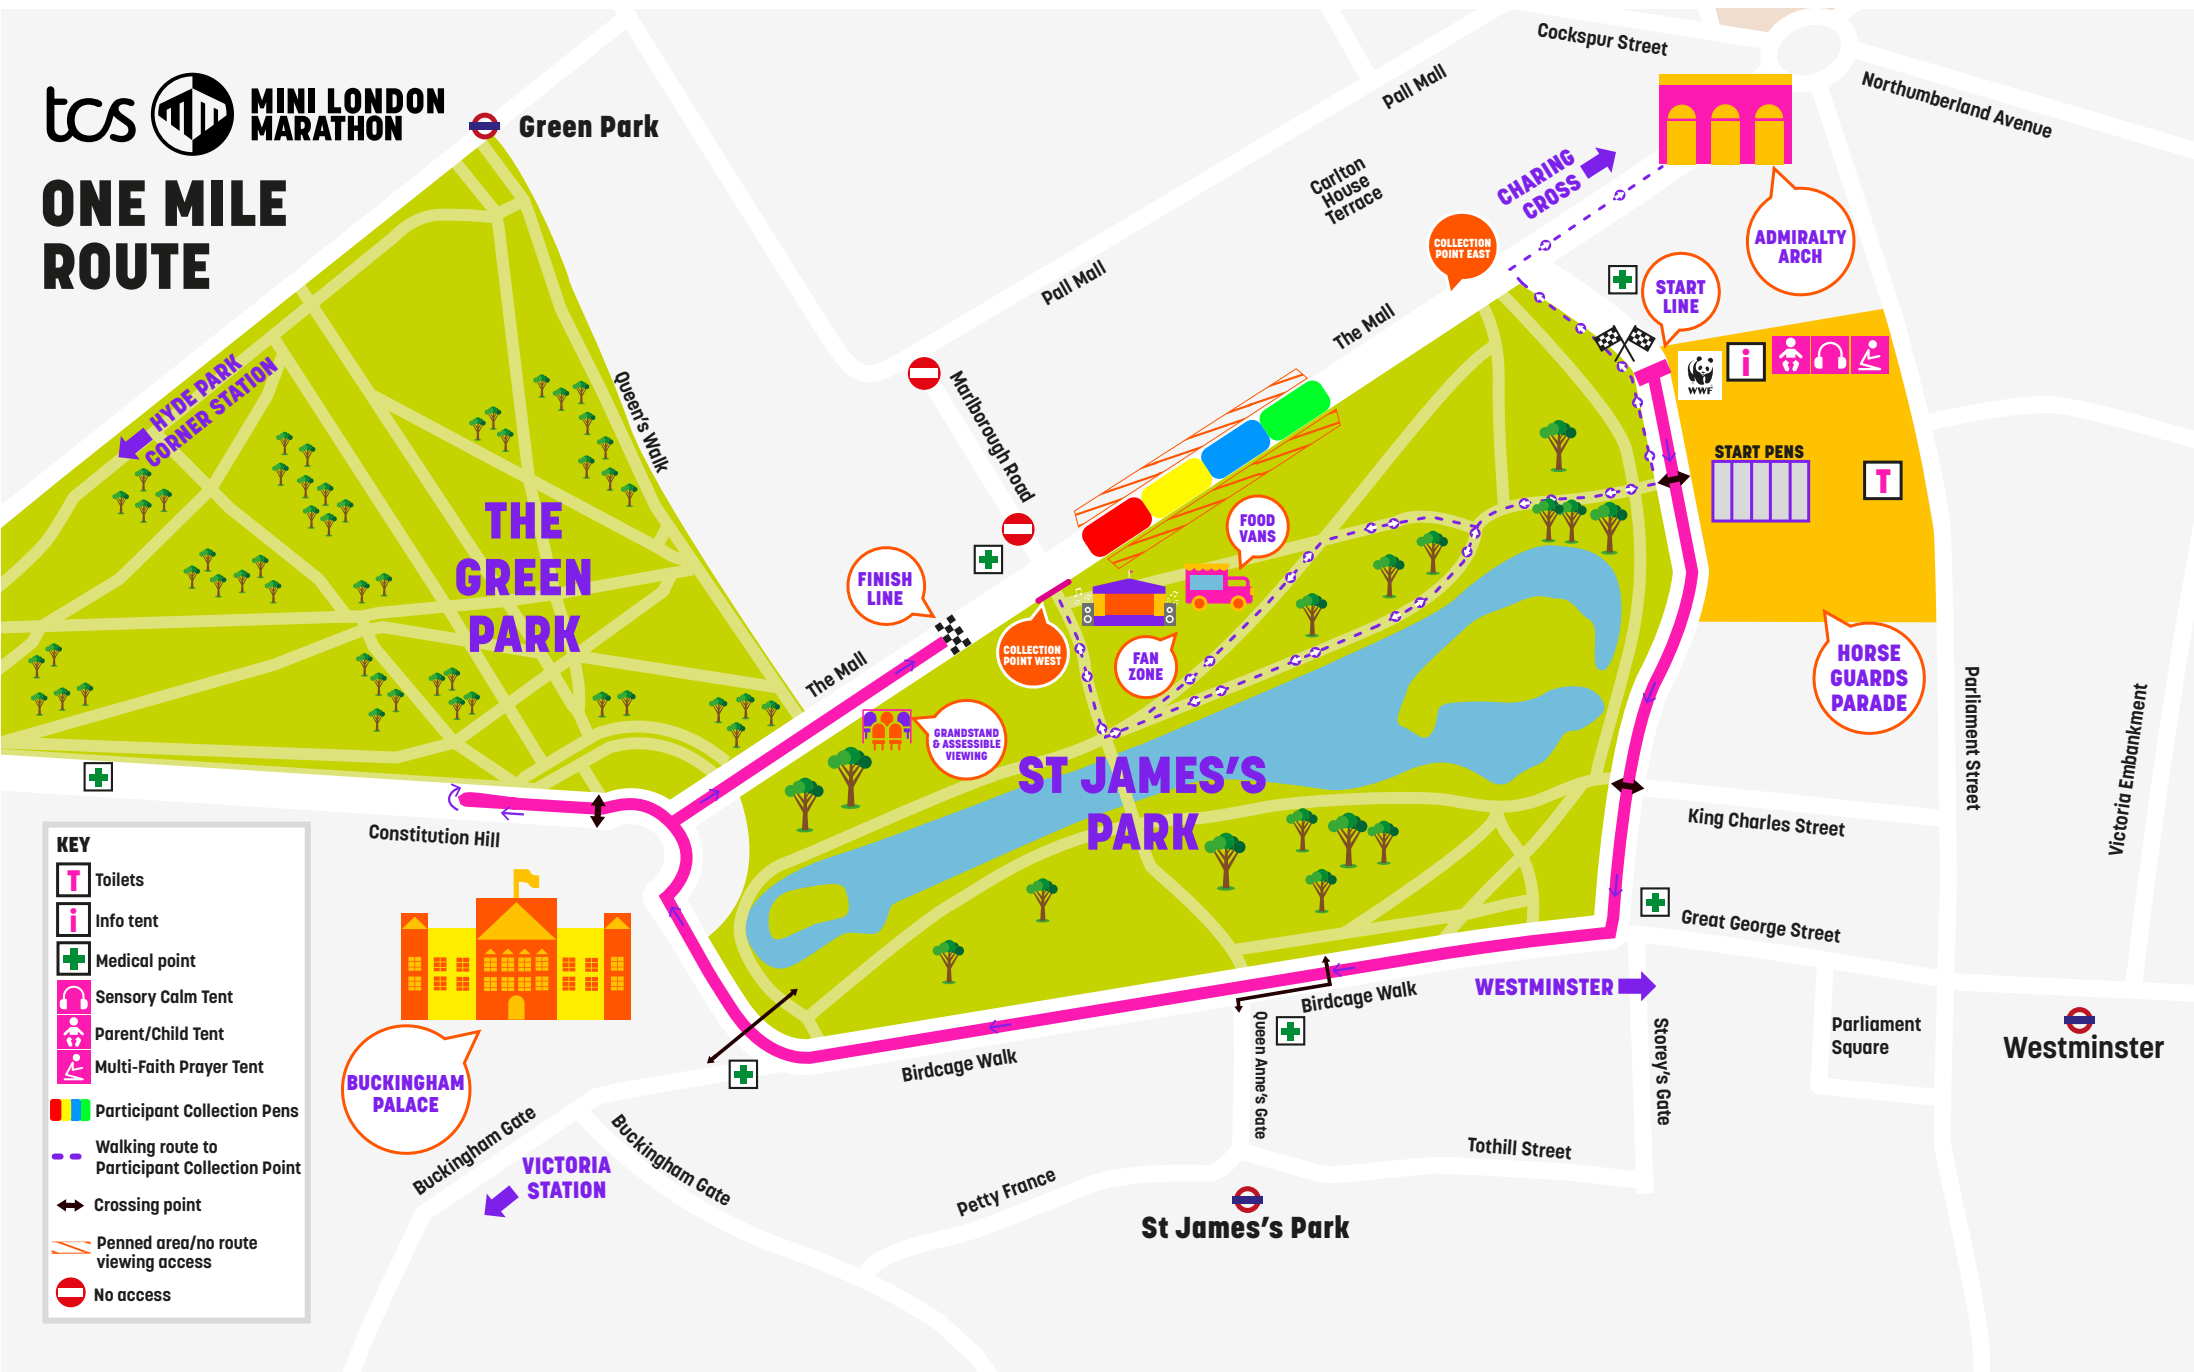 tcs
MINI LONDON
MARATHON
ONE MILE
ROUTE
Green Park
Cockspur Street
Pall Mall
Northumberland Avenue
CHARING
CROSS
Carlton
House
Terrace
COLLECTION
POINT EAST
ADMIRALTY
ARCH
START
LINE
Pall Mall
The Mall
HYDE PARK
CORNER STATION
Queen's Walk
Marlborough Road
WWF
i
START PENS
T
THE
GREEN
PARK
FOOD
VANS
FINISH
LINE
COLLECTION
POINT WEST
FAN
ZONE
The Mall
GRANDSTAND
& ASSESSIBLE
VIEWING
HORSE
GUARDS
PARADE
Parliament Street
Victoria Embankment
ST JAMES'S
PARK
King Charles Street
Constitution Hill
Great George Street
WESTMINSTER
Birdcage Walk
Birdcage Walk
Queen Anne's Gate
Storey's Gate
Parliament
Square
Westminster
BUCKINGHAM
PALACE
Buckingham Gate
Buckingham Gate
VICTORIA
STATION
Petty France
Tothill Street
St James's Park
KEY
T
Toilets
i
Info tent
Medical point
Sensory Calm Tent
Parent/Child Tent
Multi-Faith Prayer Tent
Participant Collection Pens
Walking route to
Participant Collection Point
Crossing point
Penned area/no route
viewing access
No access